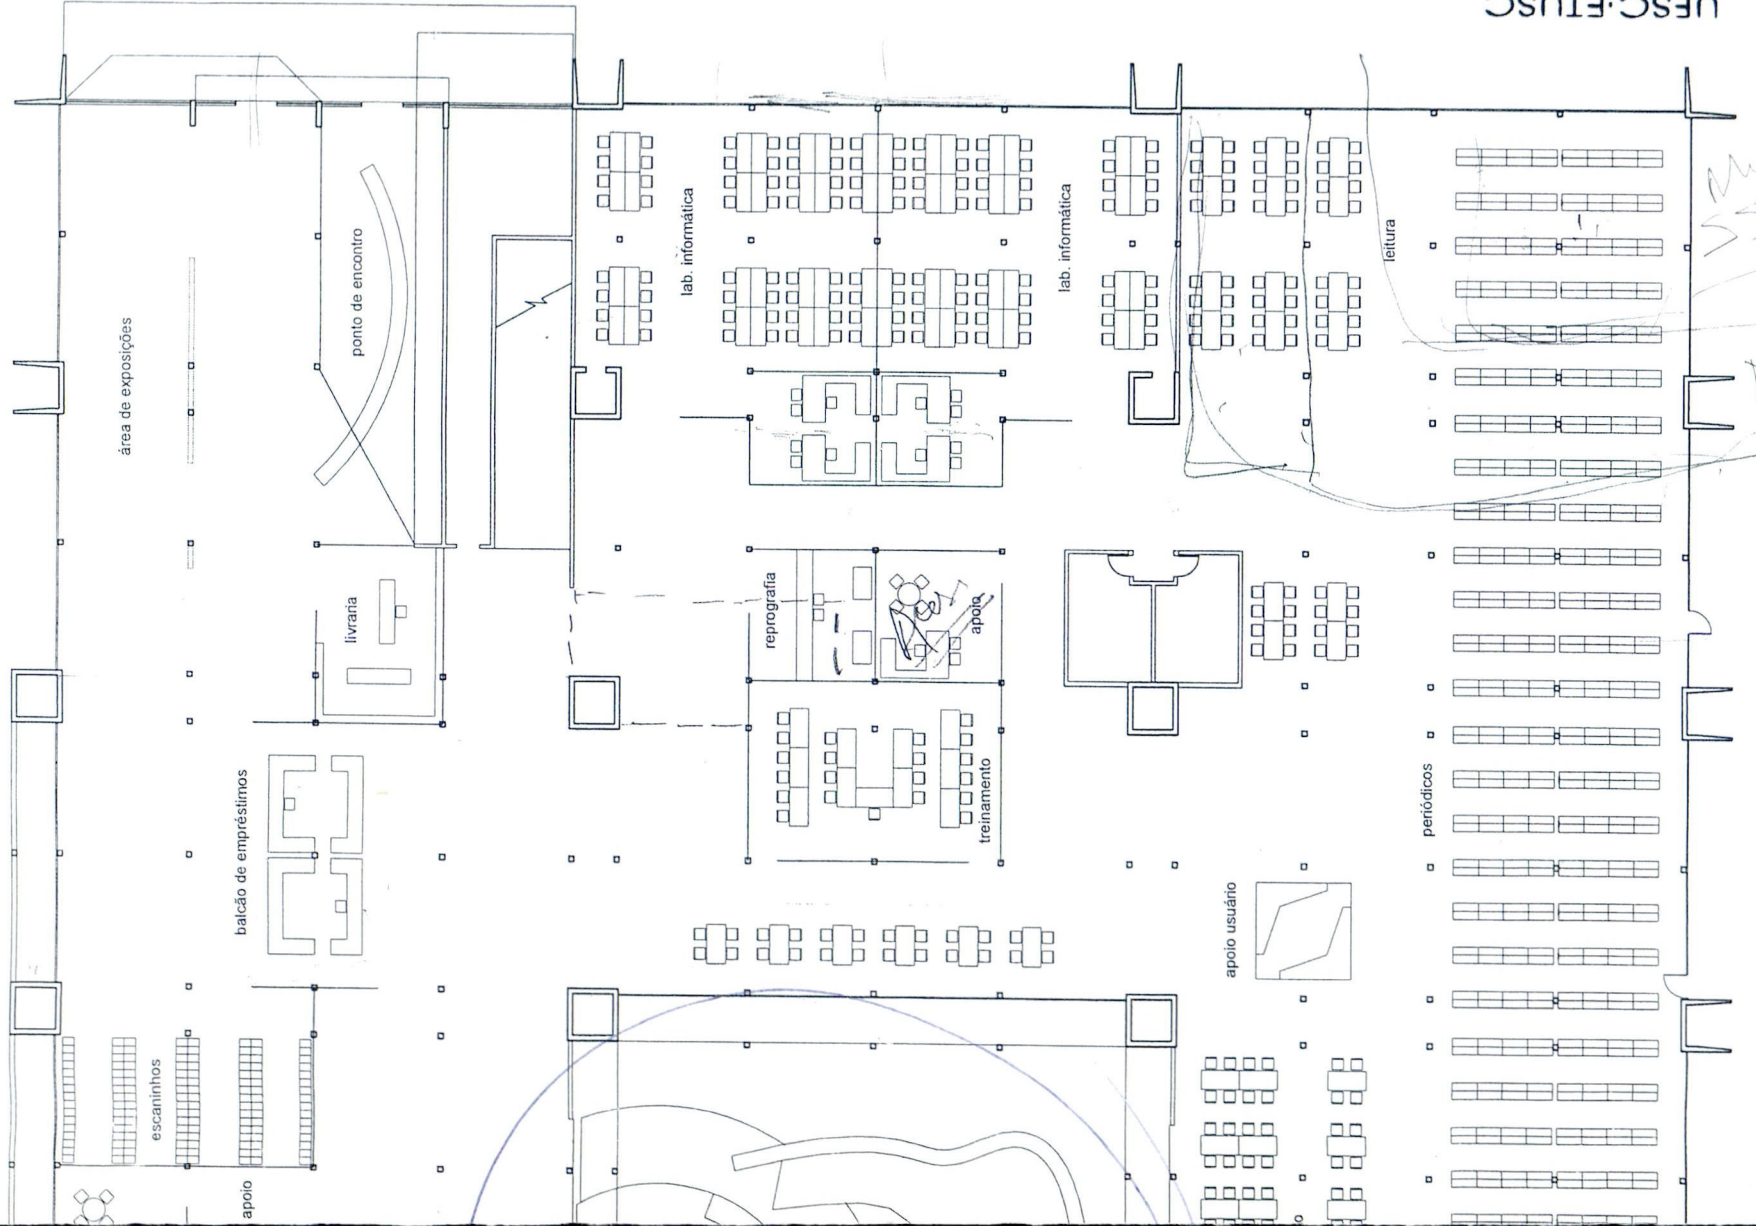 UFSC·ETUSC
lab. informática
lab. informática
leitura
ponto de encontro
área de exposições
livraria
reprografia
apoio
treinamento
periódicos
balcão de empréstimos
apoio usuário
escaninhos
apoio